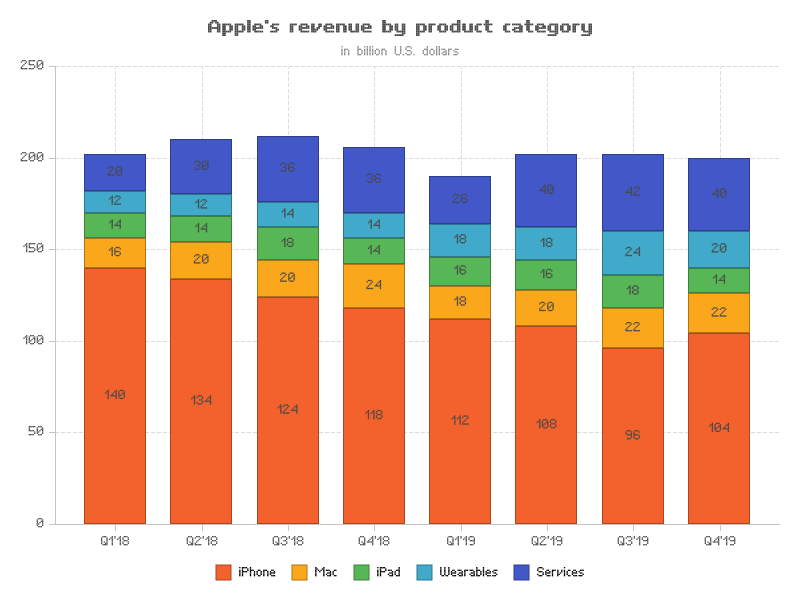 Apple's revenue by product category
in billion U.S. dollars
250
200
150
100
50
0
20 30 36 36 26 40 42 40
12 12 14 14 18 18 24 20
14 14 18 14 16 16 18 14
16 20 20 24 18 20 22 22
140 134 124 118 112 108 96 104
Q1'18 Q2'18 Q3'18 Q4'18 Q1'19 Q2'19 Q3'19 Q4'19
iPhone Mac iPad Wearables Services